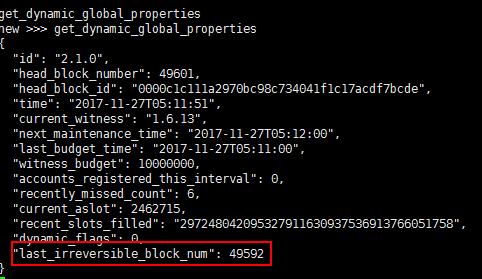 get_dynamic_global_properties
new >>> get_dynamic_global_properties
{
"id": "2.1.0",
"head_block_number": 49601,
"head_block_id": "0000c1c111a2970bc98c734041f1c17acdf7bcde",
"time": "2017-11-27T05:11:51",
"current_witness": "1.6.13",
"next_maintenance_time": "2017-11-27T05:12:00",
"last_budget_time": "2017-11-27T05:11:00",
"witness_budget": 10000000,
"accounts_registered_this_interval": 0,
"recently_missed_count": 6,
"current_aslot": 2462715,
"recent_slots_filled": "297248042095327911630937536913766051758",
"dynamic_flags": 0,
"last_irreversible_block_num": 49592
}